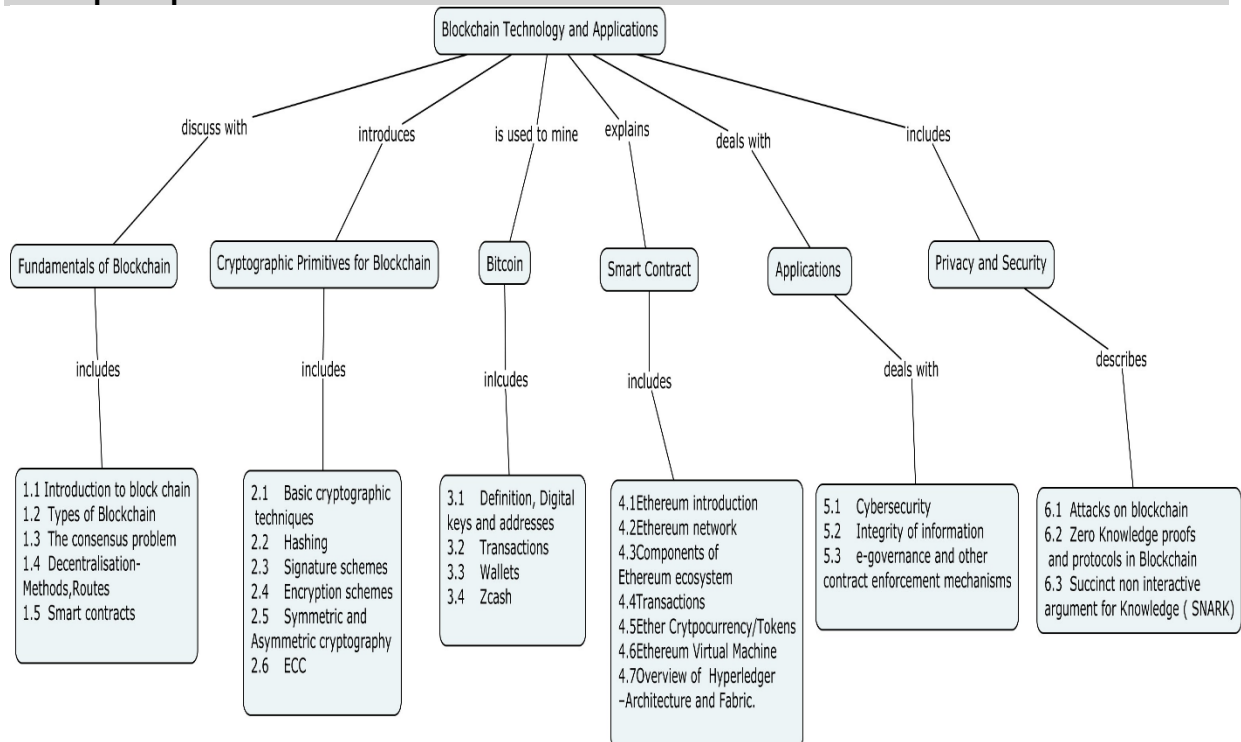 Blockchain Technology and Applications
discuss with
introduces
is used to mine
explains
deals with
includes
Fundamentals of Blockchain
Cryptographic Primitives for Blockchain
Bitcoin
Smart Contract
Applications
Privacy and Security
includes
includes
inlcudes
includes
deals with
describes
1.1 Introduction to block chain
1.2 Types of Blockchain
1.3 The consensus problem
1.4 Decentralisation-
Methods,Routes
1.5 Smart contracts
2.1 Basic cryptographic
techniques
2.2 Hashing
2.3 Signature schemes
2.4 Encryption schemes
2.5 Symmetric and
Asymmetric cryptography
2.6 ECC
3.1 Definition, Digital
keys and addresses
3.2 Transactions
3.3 Wallets
3.4 Zcash
4.1Ethereum introduction
4.2Ethereum network
4.3Components of
Ethereum ecosystem
4.4Transactions
4.5Ether Crytpocurrency/Tokens
4.6Ethereum Virtual Machine
4.7Overview of Hyperledger
–Architecture and Fabric.
5.1 Cybersecurity
5.2 Integrity of information
5.3 e-governance and other
contract enforcement mechanisms
6.1 Attacks on blockchain
6.2 Zero Knowledge proofs
and protocols in Blockchain
6.3 Succinct non interactive
argument for Knowledge ( SNARK)